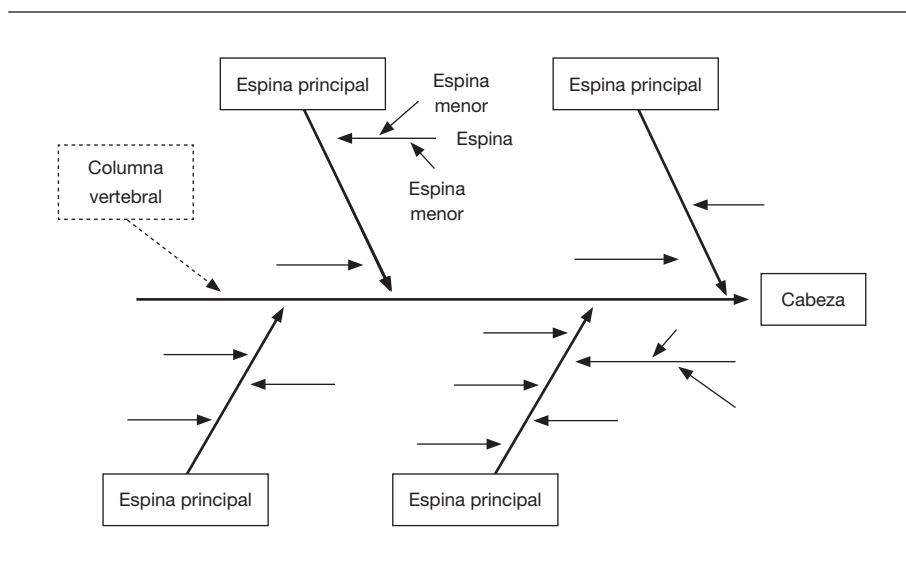 Espina principal
Espina
menor
Espina principal
Espina
Columna
vertebral
Espina
menor
Cabeza
Espina principal
Espina principal